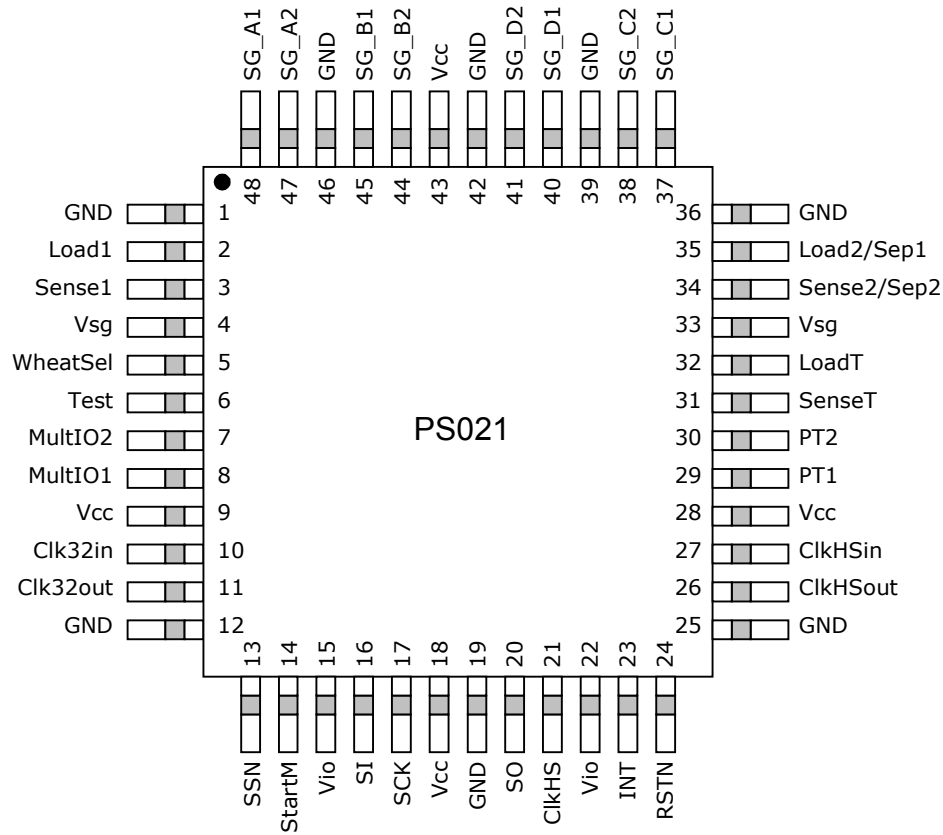 SG_A1
SG_A2
GND
SG_B1
SG_B2
Vcc
GND
SG_D2
SG_D1
GND
SG_C2
SG_C1
48
47
46
45
44
43
42
41
40
39
38
37
GND 1
Load1 2
Sense1 3
Vsg 4
WheatSel 5
Test 6
MultIO2 7
MultIO1 8
Vcc 9
Clk32in 10
Clk32out 11
GND 12
PS021
36 GND
35 Load2/Sep1
34 Sense2/Sep2
33 Vsg
32 LoadT
31 SenseT
30 PT2
29 PT1
28 Vcc
27 ClkHSin
26 ClkHSout
25 GND
13
14
15
16
17
18
19
20
21
22
23
24
SSN
StartM
Vio
SI
SCK
Vcc
GND
SO
ClkHS
Vio
INT
RSTN